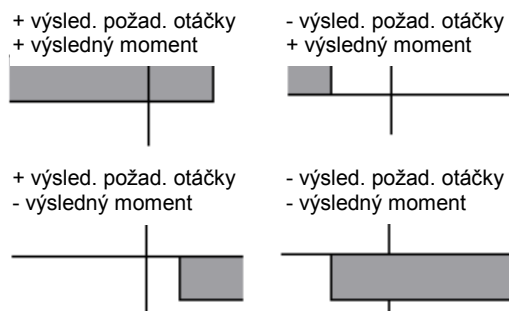 + výsled. požad. otáčky
+ výsledný moment
- výsled. požad. otáčky
+ výsledný moment
+ výsled. požad. otáčky
- výsledný moment
- výsled. požad. otáčky
- výsledný moment